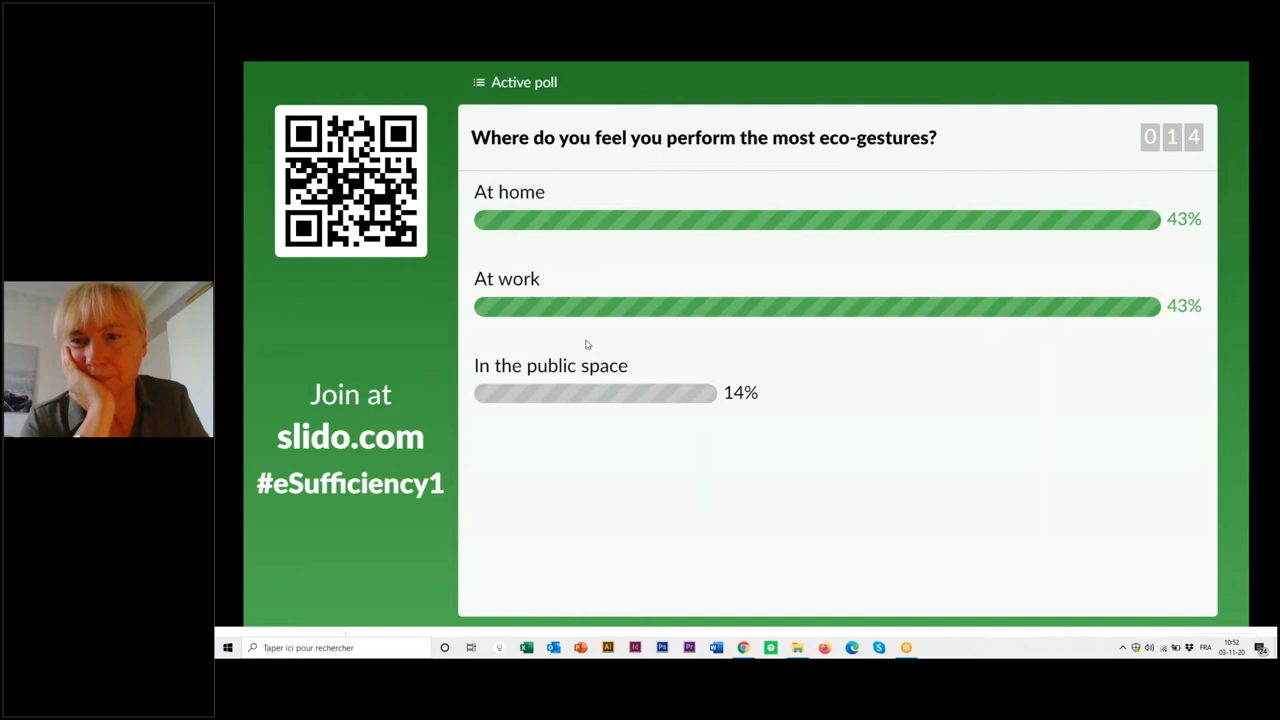 Active poll
Where do you feel you perform the most eco-gestures?
014
At home
43%
At work
43%
In the public space
14%
Join at
slido.com
#eSufficiency1
Taper ici pour rechercher
FRA
10:52
03-11-20
24